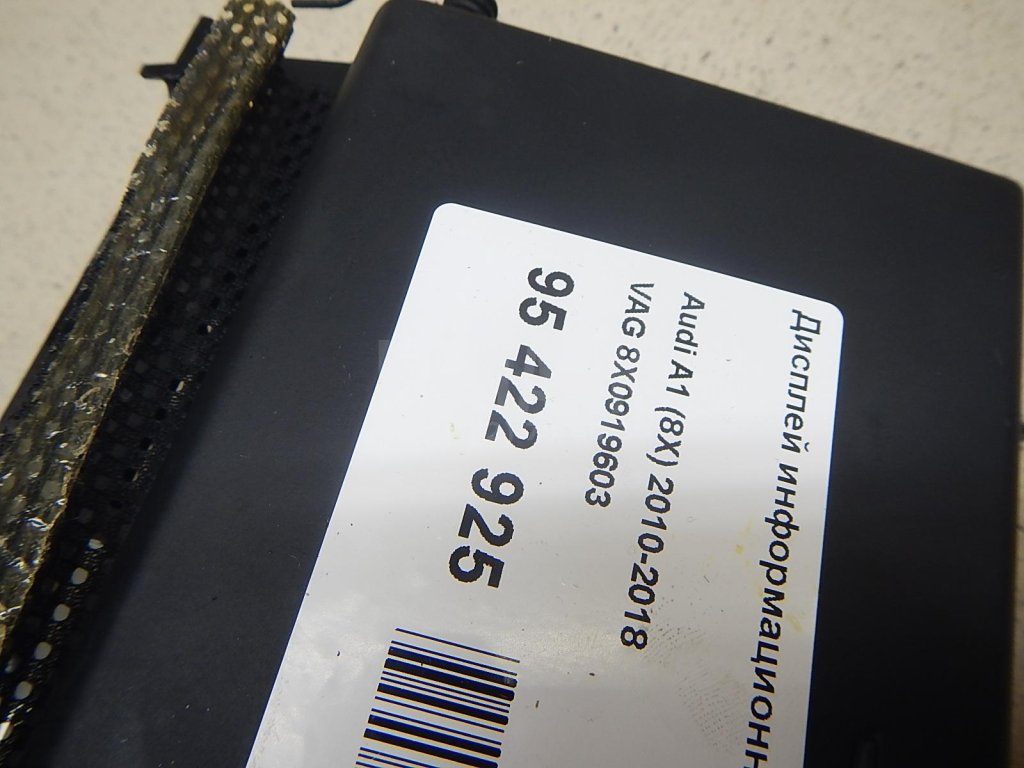 Дисплей информационн
Audi A1 (8X) 2010-2018
VAG 8X0919603
95 422 925